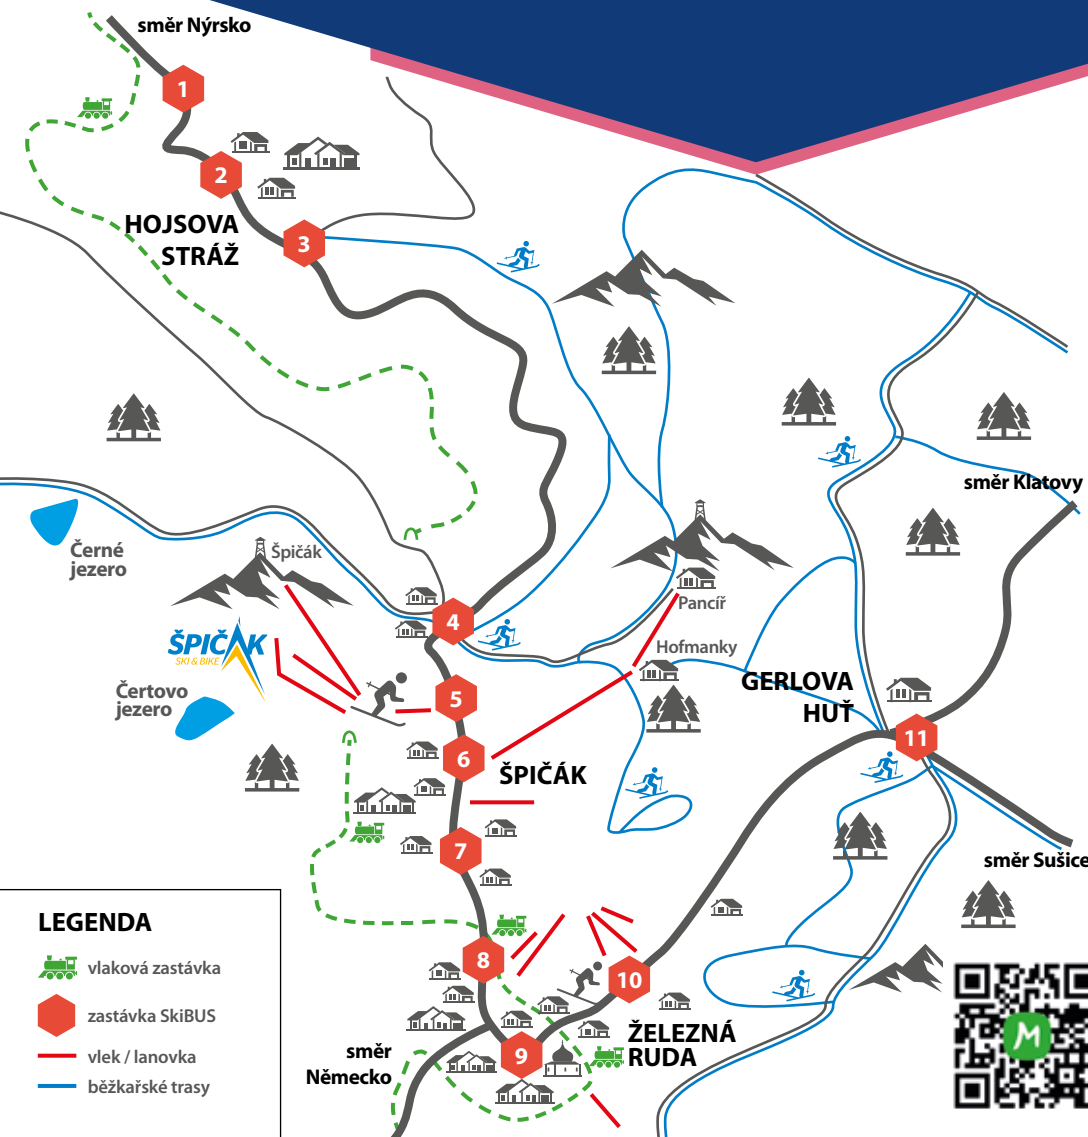 směr Nýrsko
1
2
HOJSOVA
STRÁŽ
3
směr Klatovy
Černé
jezero
Špičák
Pancíř
4
ŠPIČÁK
SKI & BIKE
Hofmanky
Čertovo
jezero
5
GERLOVA
HUŤ
11
6
ŠPIČÁK
7
směr Sušice
LEGENDA
vlaková zastávka
zastávka SkiBUS
vlek / lanovka
běžkařské trasy
8
10
ŽELEZNÁ
RUDA
9
směr
Německo
M